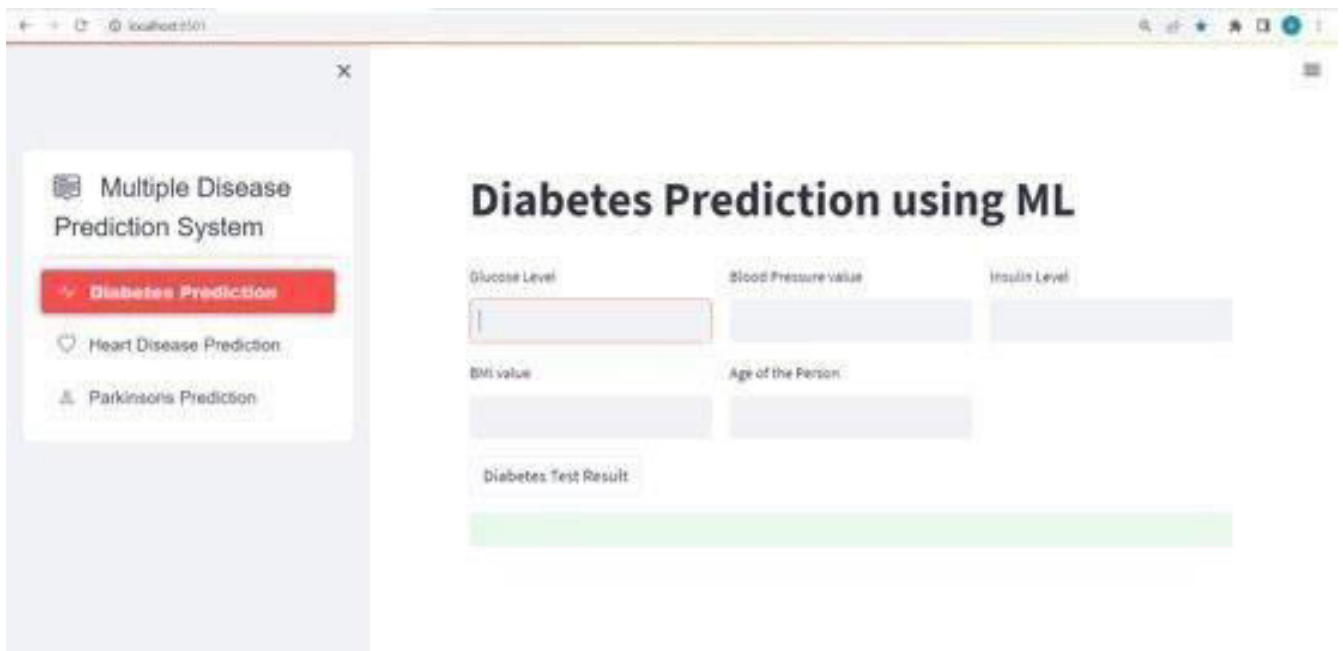 localhost:8501
Multiple Disease
Prediction System
Diabetes Prediction
Heart Disease Prediction
Parkinsons Prediction
Diabetes Prediction using ML
Glucose Level Blood Pressure value Insulin Level
BMI value Age of the Person
Diabetes Test Result